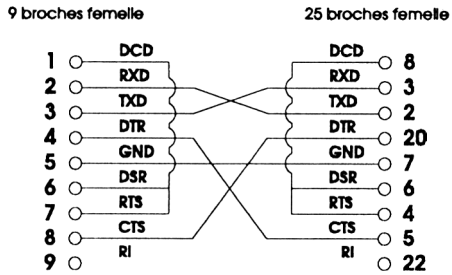 9 broches femelle 25 broches femelle
1 DCD DCD 8
2 RXD RXD 3
3 TXD TXD 2
4 DTR DTR 20
5 GND GND 7
6 DSR DSR 6
7 RTS RTS 4
8 CTS CTS 5
9 RI RI 22